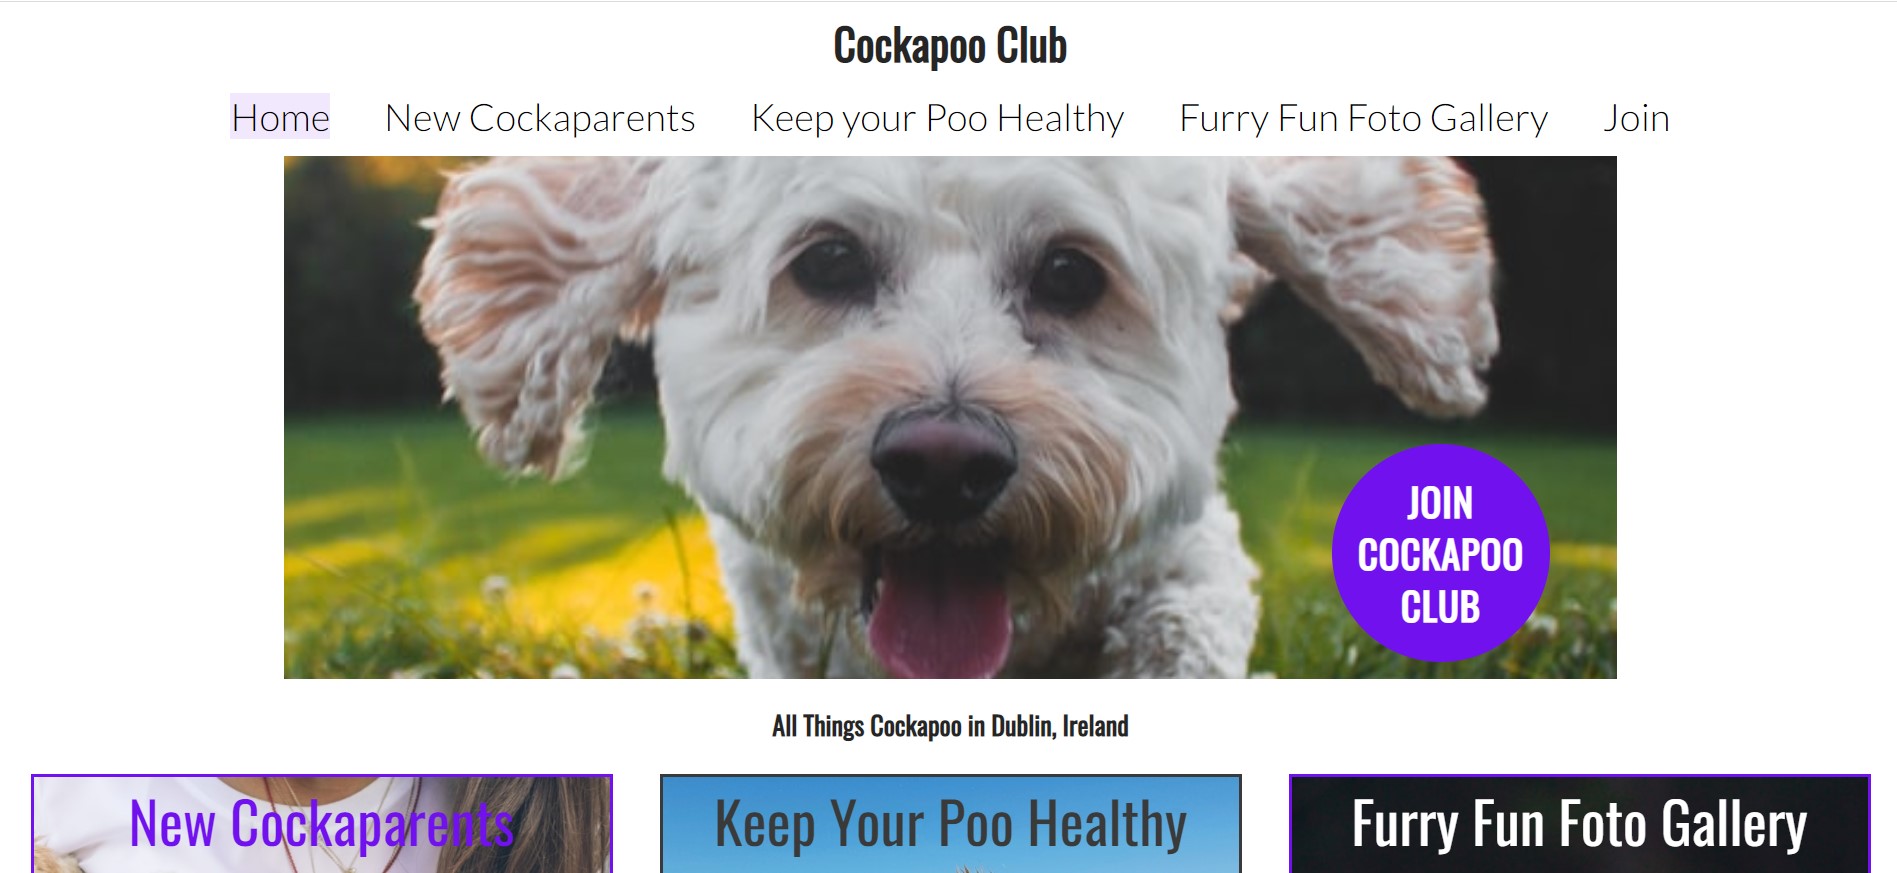 Cockapoo Club
Home New Cockaparents Keep your Poo Healthy Furry Fun Foto Gallery Join
JOIN
COCKAPOO
CLUB
All Things Cockapoo in Dublin, Ireland
New Cockaparents Keep Your Poo Healthy Furry Fun Foto Gallery